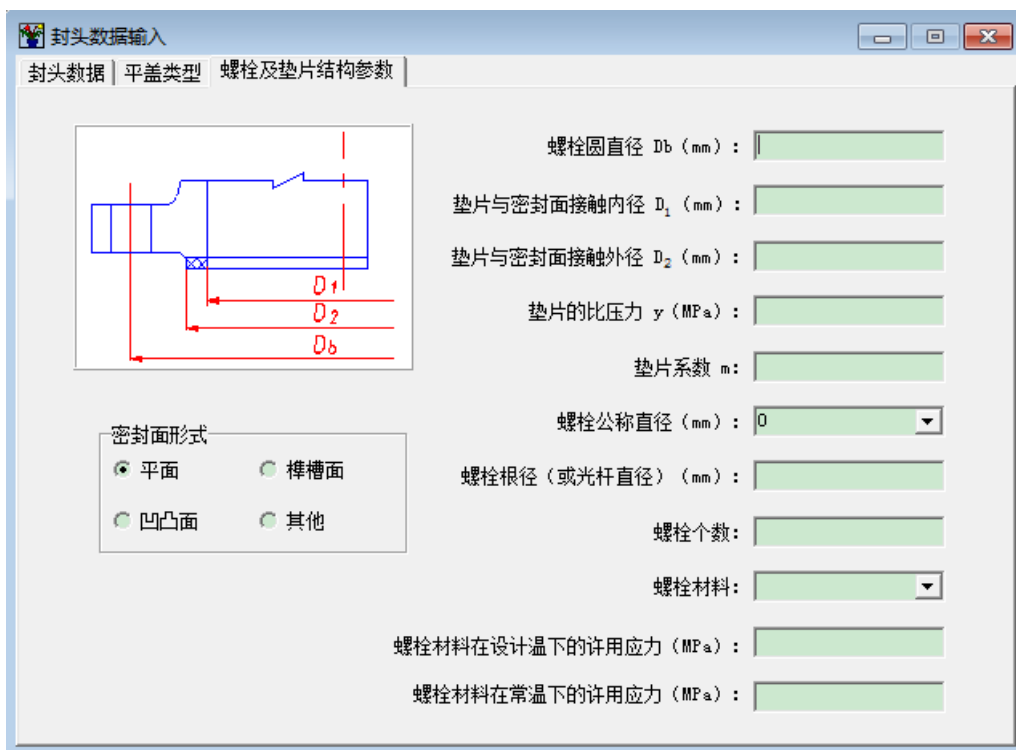 封头数据输入
封头数据 平盖类型 螺栓及垫片结构参数
D1
D2
Db
密封面形式
平面 榫槽面
凹凸面 其他
螺栓圆直径 Db (mm) :
垫片与密封面接触内径 D₁ (mm) :
垫片与密封面接触外径 D₂ (mm) :
垫片的比压力 y (MPa) :
垫片系数 m:
螺栓公称直径 (mm) : 0
螺栓根径(或光杆直径) (mm) :
螺栓个数:
螺栓材料:
螺栓材料在设计温下的许用应力 (MPa) :
螺栓材料在常温下的许用应力 (MPa) :